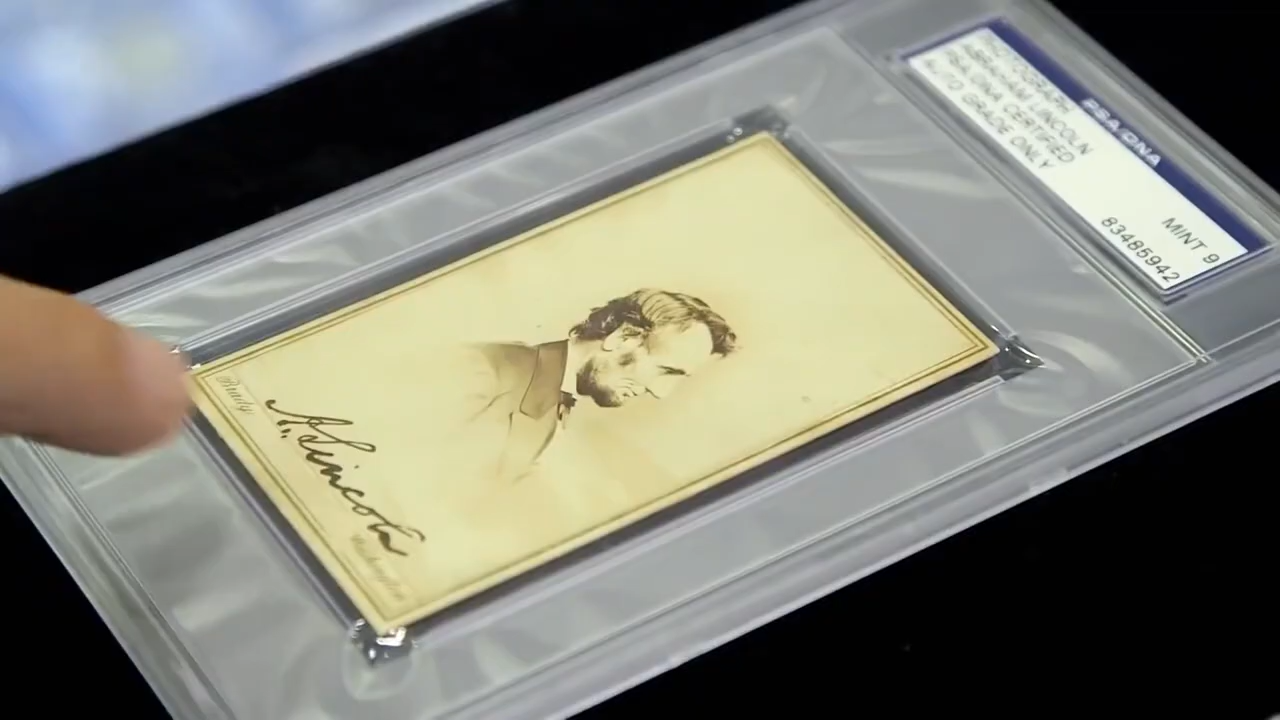 PSA/DNA
PHOTOGRAPH
ABRAHAM LINCOLN
PSA/DNA CERTIFIED
AUTO GRADE ONLY
MINT 9
83485942
Brady
A. Lincoln
Washington